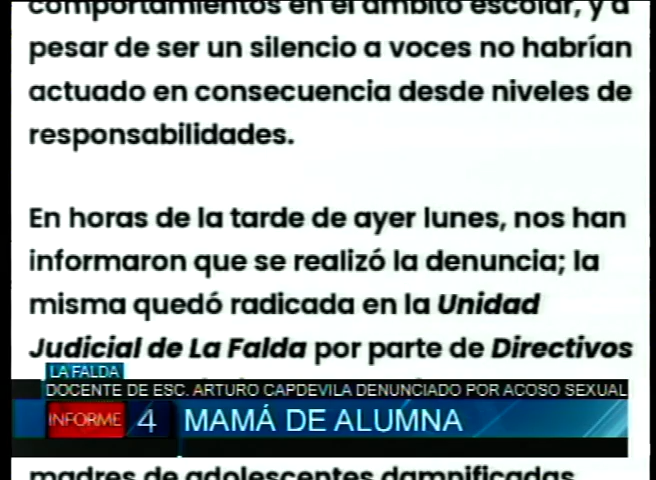 comportamientos en el ámbito escolar, y a
pesar de ser un silencio a voces no habrían
actuado en consecuencia desde niveles de
responsabilidades.
En horas de la tarde de ayer lunes, nos han
informaron que se realizó la denuncia; la
misma quedó radicada en la Unidad
Judicial de La Falda por parte de Directivos
LA FALDA
DOCENTE DE ESC. ARTURO CAPDEVILA DENUNCIADO POR ACOSO SEXUAL
INFORME 4 MAMÁ DE ALUMNA
madres de adolescentes damnificadas